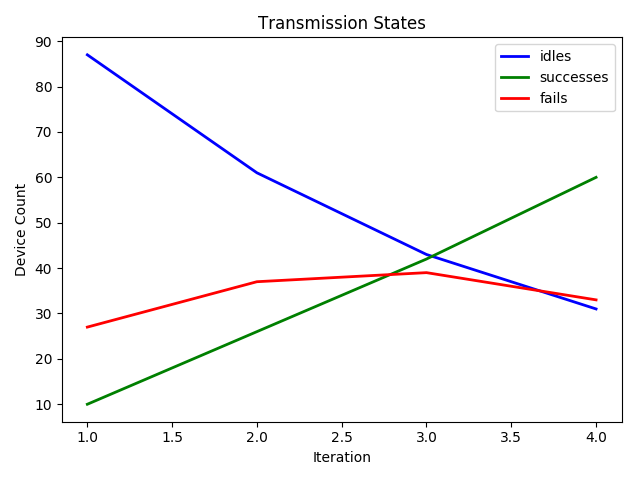 Transmission States
idles
successes
fails
Device Count
90
80
70
60
50
40
30
20
10
1.0 1.5 2.0 2.5 3.0 3.5 4.0
Iteration